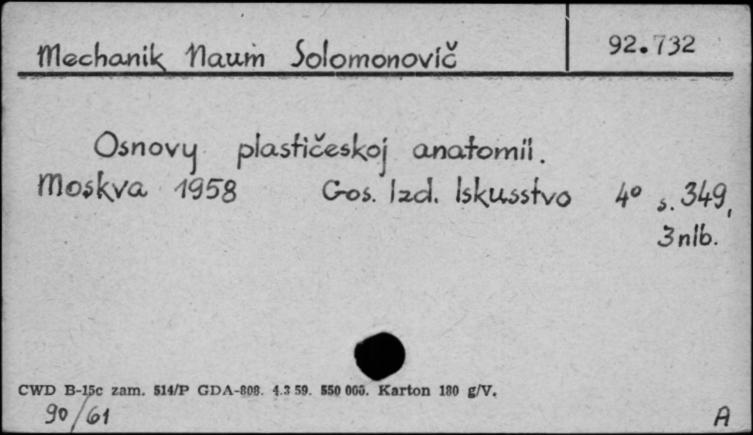 Mechanik Naum Solomonovič 92.732
Osnovy plastičeskoj anatomii.
Moskva 1958 Gos. Izd. Iskusstvo 4° s. 349,
3 nlb.
CWD B-15c zam. 514/P GDA-808. 4.3 59. 550 000. Karton 180 g/V.
90/61 A